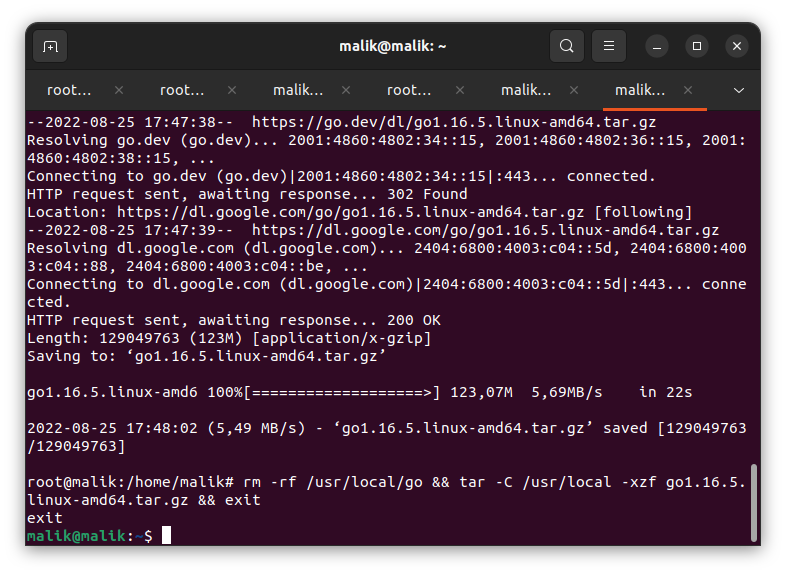 malik@malik: ~
root...
root...
malik...
root...
malik...
malik...
--2022-08-25 17:47:38--  https://go.dev/dl/go1.16.5.linux-amd64.tar.gz
Resolving go.dev (go.dev)... 2001:4860:4802:34::15, 2001:4860:4802:36::15, 2001:
4860:4802:38::15, ...
Connecting to go.dev (go.dev)|2001:4860:4802:34::15|:443... connected.
HTTP request sent, awaiting response... 302 Found
Location: https://dl.google.com/go/go1.16.5.linux-amd64.tar.gz [following]
--2022-08-25 17:47:39--  https://dl.google.com/go/go1.16.5.linux-amd64.tar.gz
Resolving dl.google.com (dl.google.com)... 2404:6800:4003:c04::5d, 2404:6800:400
3:c04::88, 2404:6800:4003:c04::be, ...
Connecting to dl.google.com (dl.google.com)|2404:6800:4003:c04::5d|:443... conne
cted.
HTTP request sent, awaiting response... 200 OK
Length: 129049763 (123M) [application/x-gzip]
Saving to: ‘go1.16.5.linux-amd64.tar.gz’
go1.16.5.linux-amd6 100%[===================>] 123,07M  5,69MB/s    in 22s
2022-08-25 17:48:02 (5,49 MB/s) - ‘go1.16.5.linux-amd64.tar.gz’ saved [129049763
/129049763]
root@malik:/home/malik# rm -rf /usr/local/go && tar -C /usr/local -xzf go1.16.5.
linux-amd64.tar.gz && exit
exit
malik@malik:~$